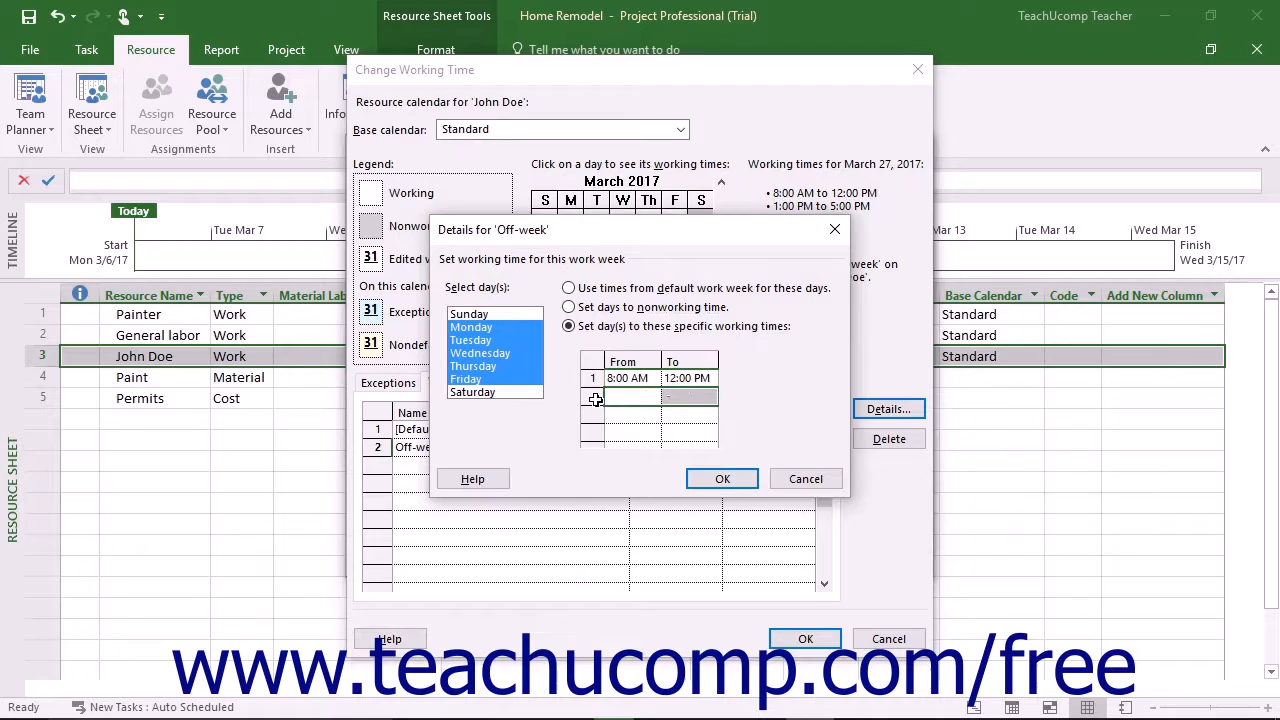 Resource Sheet Tools
Home Remodel - Project Professional (Trial)
TeachUcomp Teacher
File
Task
Resource
Report
Project
View
Format
Tell me what you want to do
Team Planner
Resource Sheet
Assign Resources
Resource Pool
Add Resources
View
View
Assignments
Insert
Change Working Time
Resource calendar for 'John Doe':
Base calendar:
Standard
Legend:
Click on a day to see its working times:
Working times for March 27, 2017:
Working
March 2017
• 8:00 AM to 12:00 PM
S M T W Th F S
• 1:00 PM to 5:00 PM
31
On this
31
31
TIMELINE
Today
Start
Mon 3/6/17
Tue Mar 7
Mar 13
Tue Mar 14
Wed Mar 15
Finish
Wed 3/15/17
Details for 'Off-week'
Set working time for this work week
Select day(s):
Sunday
Monday
Tuesday
Wednesday
Thursday
Friday
Saturday
Use times from default work week for these days.
Set days to nonworking time.
Set day(s) to these specific working times:
From To
1 8:00 AM 12:00 PM
Help
OK
Cancel
Details...
Delete
Exceptions
Name
1
2
RESOURCE SHEET
Resource Name Type Material Base Calendar Code Add New Column
1 Painter Work Standard
2 General labor Work Standard
3 John Doe Work Standard
4 Paint Material
5 Permits Cost
Help
OK
Cancel
www.teachucomp.com/free
Ready
New Tasks : Auto Scheduled